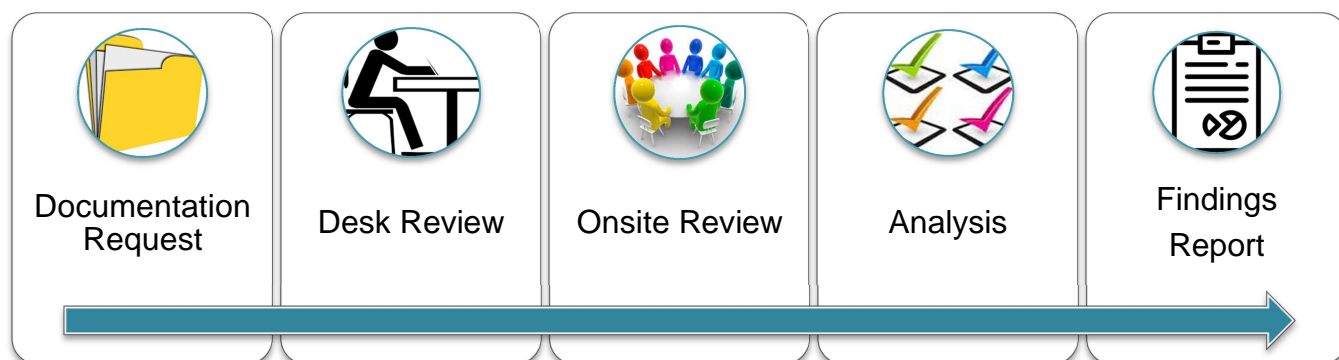 Documentation
Request
Desk Review
Onsite Review
Analysis
Findings
Report